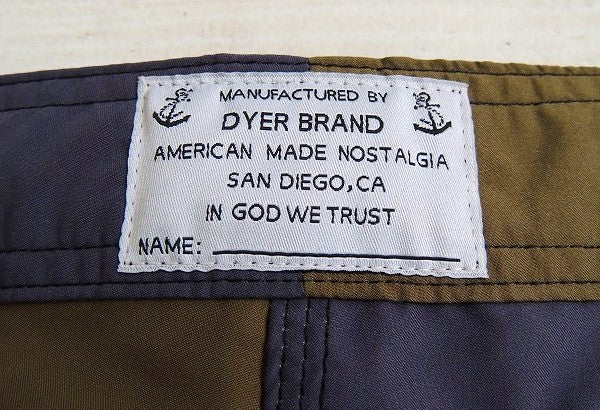 MANUFACTURED BY
DYER BRAND
AMERICAN MADE NOSTALGIA
SAN DIEGO, CA
IN GOD WE TRUST
NAME: